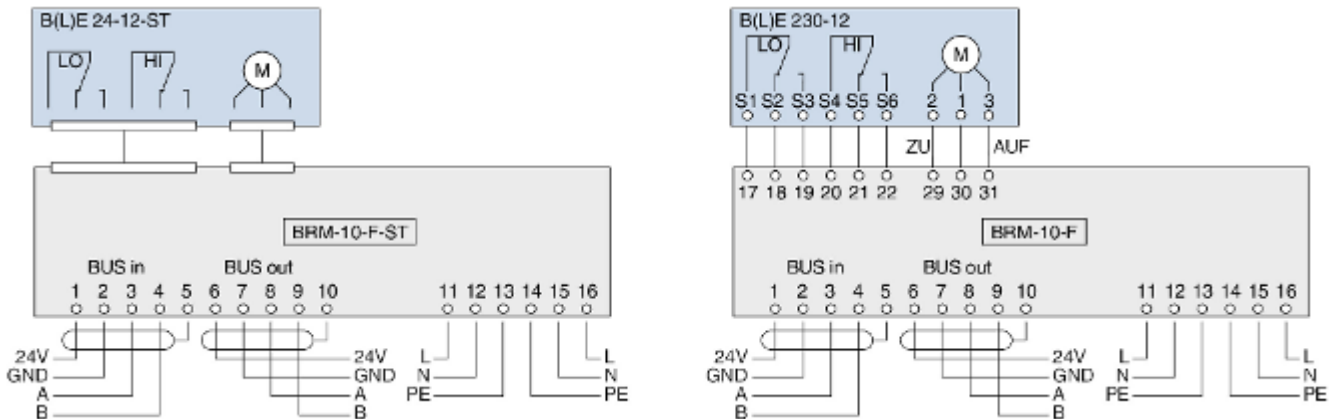 B(L)E 24-12-ST
LO HI M
BRM-10-F-ST
BUS in BUS out
1 2 3 4 5 6 7 8 9 10 11 12 13 14 15 16
24V 24V L L
GND GND N N
A A PE PE
B B
B(L)E 230-12
LO HI M
S1 S2 S3 S4 S5 S6 2 1 3
ZU AUF
17 18 19 20 21 22 29 30 31
BRM-10-F
BUS in BUS out
1 2 3 4 5 6 7 8 9 10 11 12 13 14 15 16
24V 24V L L
GND GND N N
A A PE PE
B B